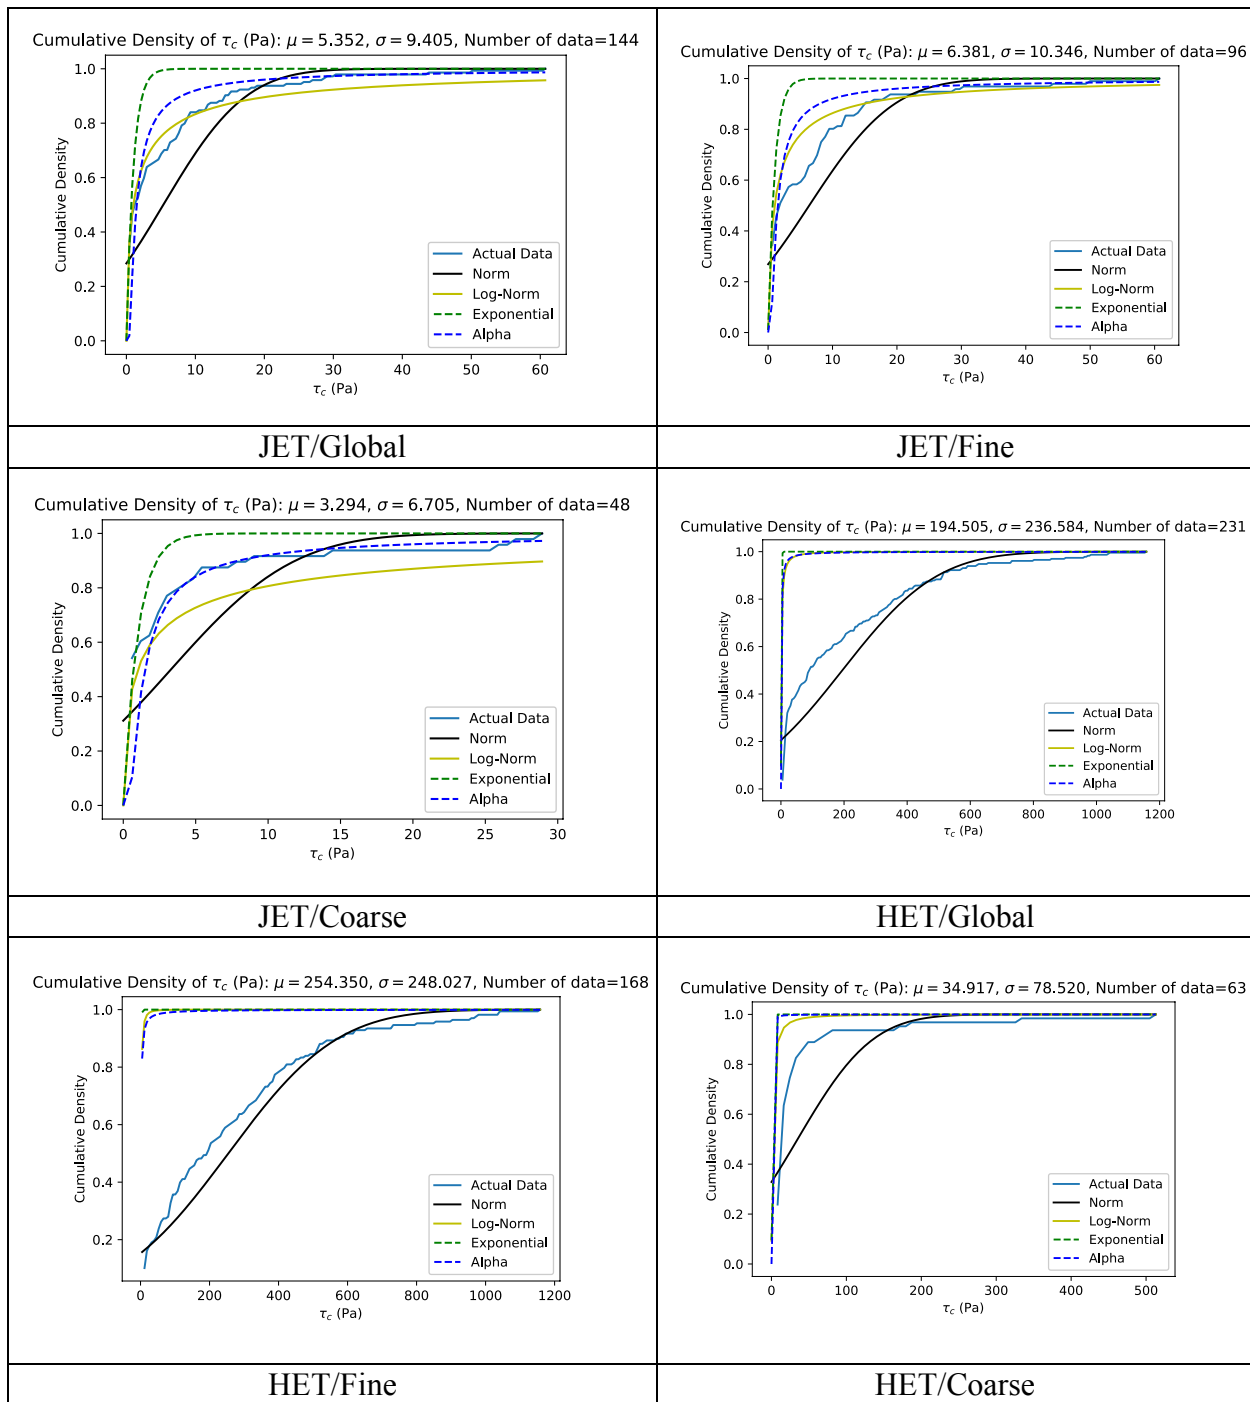 Cumulative Density of τc (Pa): μ = 5.352, σ = 9.405, Number of data=144
1.0
0.8
0.6
0.4
0.2
0.0
Cumulative Density
Actual Data
Norm
Log-Norm
Exponential
Alpha
0 10 20 30 40 50 60
τc (Pa)
JET/Global
Cumulative Density of τc (Pa): μ = 6.381, σ = 10.346, Number of data=96
1.0
0.8
0.6
0.4
0.2
0.0
Cumulative Density
Actual Data
Norm
Log-Norm
Exponential
Alpha
0 10 20 30 40 50 60
τc (Pa)
JET/Fine
Cumulative Density of τc (Pa): μ = 3.294, σ = 6.705, Number of data=48
1.0
0.8
0.6
0.4
0.2
0.0
Cumulative Density
Actual Data
Norm
Log-Norm
Exponential
Alpha
0 5 10 15 20 25 30
τc (Pa)
JET/Coarse
Cumulative Density of τc (Pa): μ = 194.505, σ = 236.584, Number of data=231
1.0
0.8
0.6
0.4
0.2
0.0
Cumulative Density
Actual Data
Norm
Log-Norm
Exponential
Alpha
0 200 400 600 800 1000 1200
τc (Pa)
HET/Global
Cumulative Density of τc (Pa): μ = 254.350, σ = 248.027, Number of data=168
1.0
0.8
0.6
0.4
0.2
Cumulative Density
Actual Data
Norm
Log-Norm
Exponential
Alpha
0 200 400 600 800 1000 1200
τc (Pa)
HET/Fine
Cumulative Density of τc (Pa): μ = 34.917, σ = 78.520, Number of data=63
1.0
0.8
0.6
0.4
0.2
0.0
Cumulative Density
Actual Data
Norm
Log-Norm
Exponential
Alpha
0 100 200 300 400 500
τc (Pa)
HET/Coarse